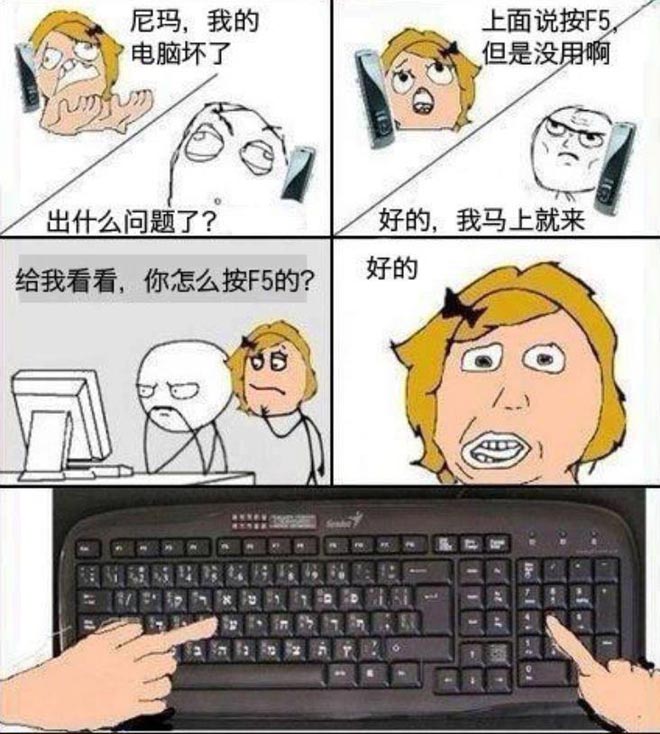 尼玛，我的
电脑坏了
出什么问题了？
上面说按F5，
但是没用啊
好的，我马上就来
给我看看，你怎么按F5的？
好的
Genius